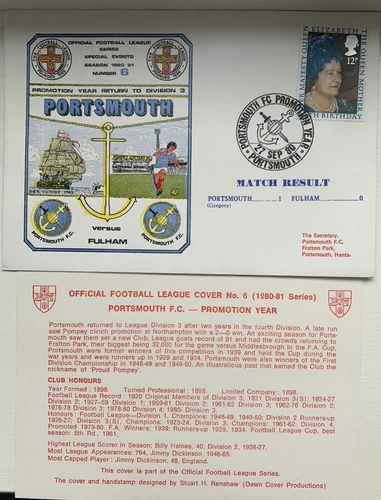 OFFICIAL FOOTBALL LEAGUE
SERIES
SPECIAL EVENTS
SEASON 1980 81
NUMBER 6
PROMOTION YEAR RETURN TO DIVISION 3
PORTSMOUTH
PORTSMOUTH F.C.
PORTSMOUTH F.C.
versus
FULHAM
HER MAJESTY QUEEN
ELIZABETH
THE QUEEN MOTHER
BIRTHDAY
12p
PORTSMOUTH FC PROMOTION YEAR
27 SEP 80
PORTSMOUTH
MATCH RESULT
PORTSMOUTH 1 FULHAM 0
(Gregory)
The Secretary,
Portsmouth F.C.
Fratton Park,
Portsmouth, Hants.
OFFICIAL FOOTBALL LEAGUE COVER No. 6 (1980-81 Series)
PORTSMOUTH F.C. — PROMOTION YEAR
Portsmouth returned to League Division 3 after two years in the fourth Division. A late run
saw Pompey clinch promotion at Northampton with a 2—0 win. An exciting season for Ports-
mouth saw them set a new Club, League record of goals at 91 and had the crowds returning to
Fratton Park, their biggest being 32,000 for the game versus Middlesbrough in the F.A. Cup.
Portsmouth were former winners of this competition in 1939 and held the Cup during the
war years and were runners up in 1929 and 1934. Portsmouth were also winners of the First
Division Championship in 1948-49 and 1949-50. An illustrious past that earned the Club the
nickname of 'Proud Pompey'.
CLUB HONOURS
Year Formed : 1898. Turned Professional : 1898. Limited Company : 1898.
Football League Record : 1920 Original Members of Division 3; 1921 Division 3(S); 1924-27
Division 2; 1927-59 Division 1; 1959-61 Division 2; 1961-62 Division 3; 1962-76 Division 2;
1976-78 Division 3; 1978-80 Division 4; 1980- Division 3.
Honours : Football League—Division 1, Champions; 1948-49, 1949-50; Division 2 Runners-up
1926-27; Division 3(S), Champions, 1923-24, Division 3, Champions; 1961-62. Division 4.
Promoted 1979-80. F.A. Winners; 1939; Runners-up 1929, 1934. Football League Cup, best
season: 5th Rd., 1961,
Highest League Scorer in Season: Billy Haines, 40, Division 2, 1926-27.
Most League Appearance: 764, Jimmy Dickinson, 1946-65.
Most Capped Player : Jimmy Dickinson, 48, England.
This cover is part of the Official Football League Series.
The cover and handstamp designed by Stuart H. Renshaw (Dawn Cover Productions)